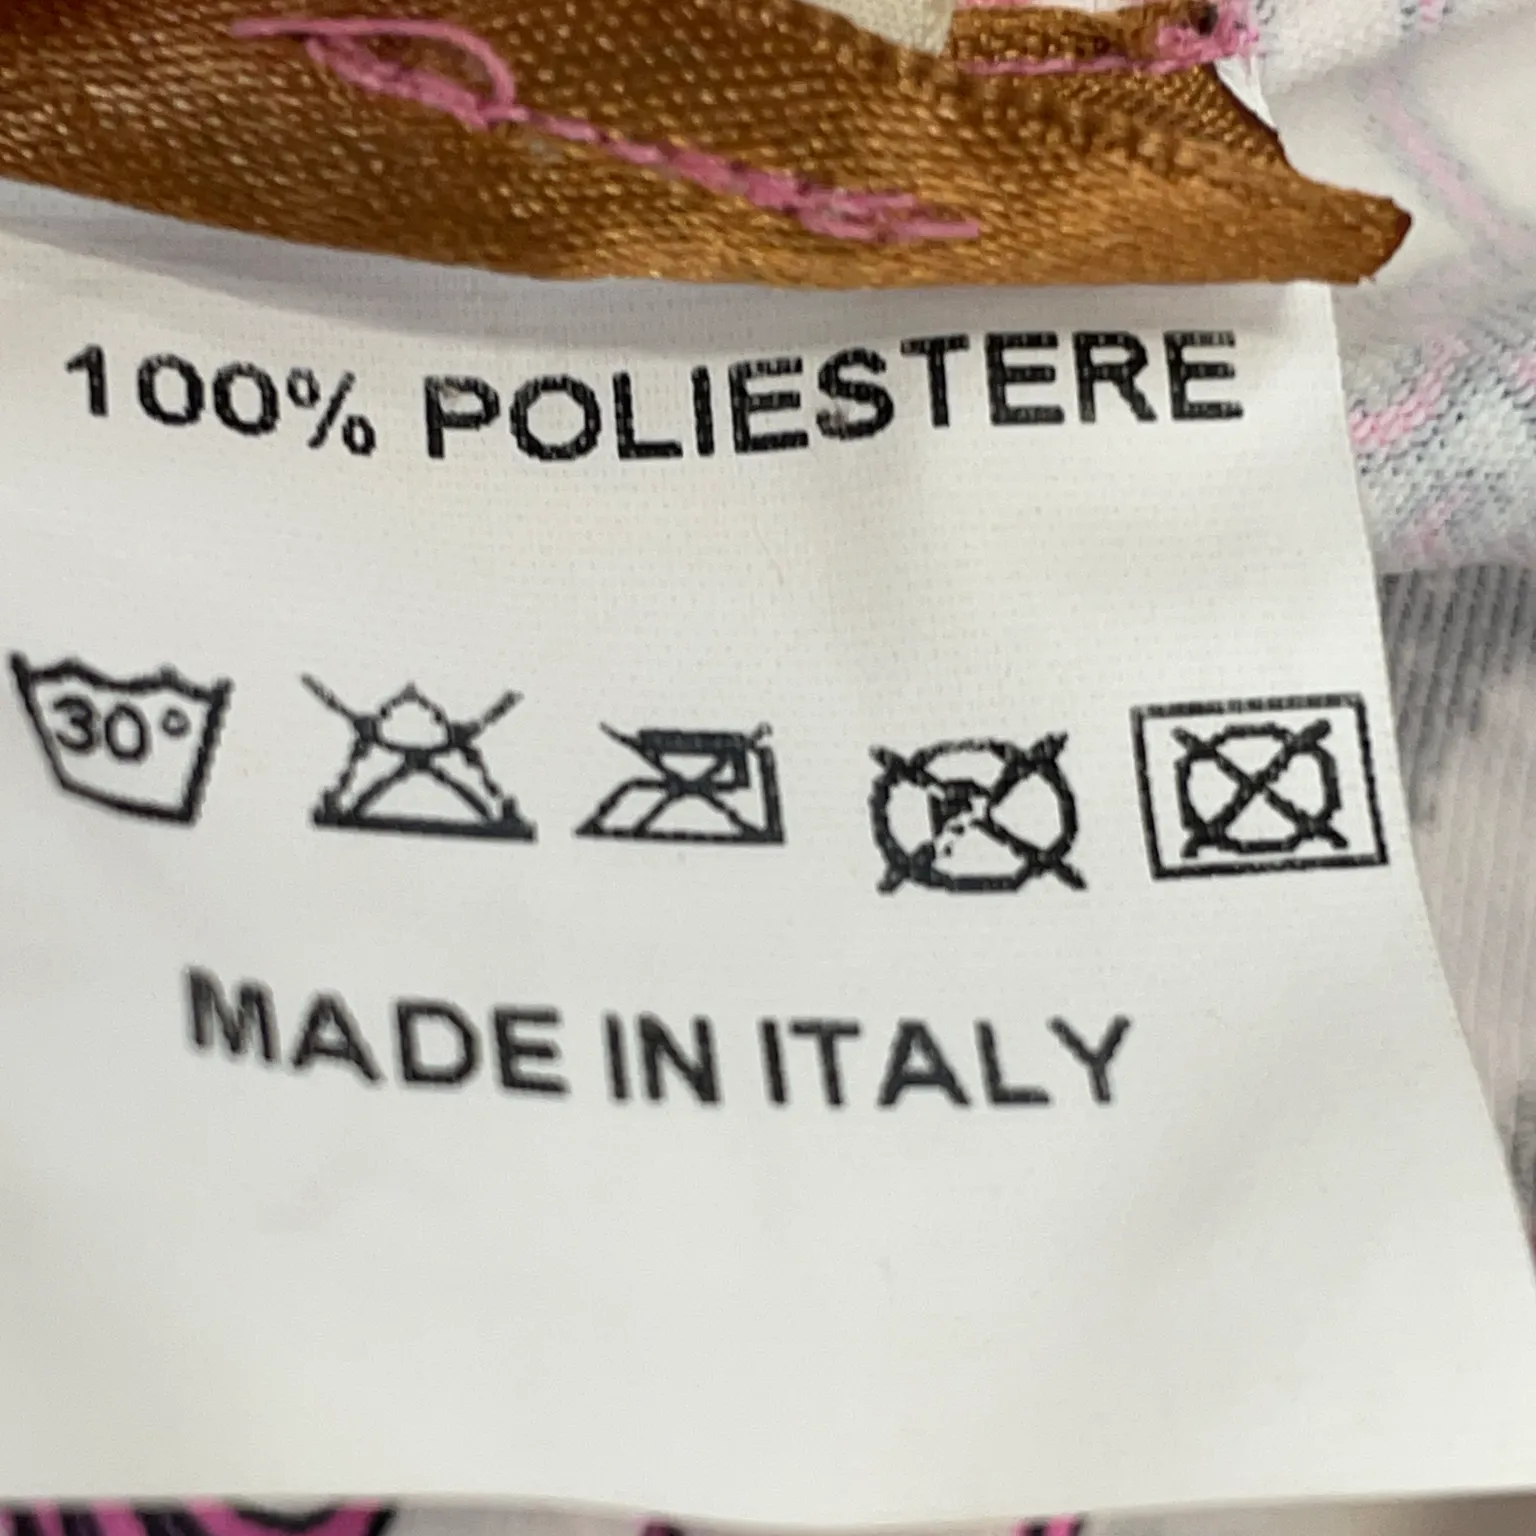 100% POLIESTERE
30°
MADE IN ITALY